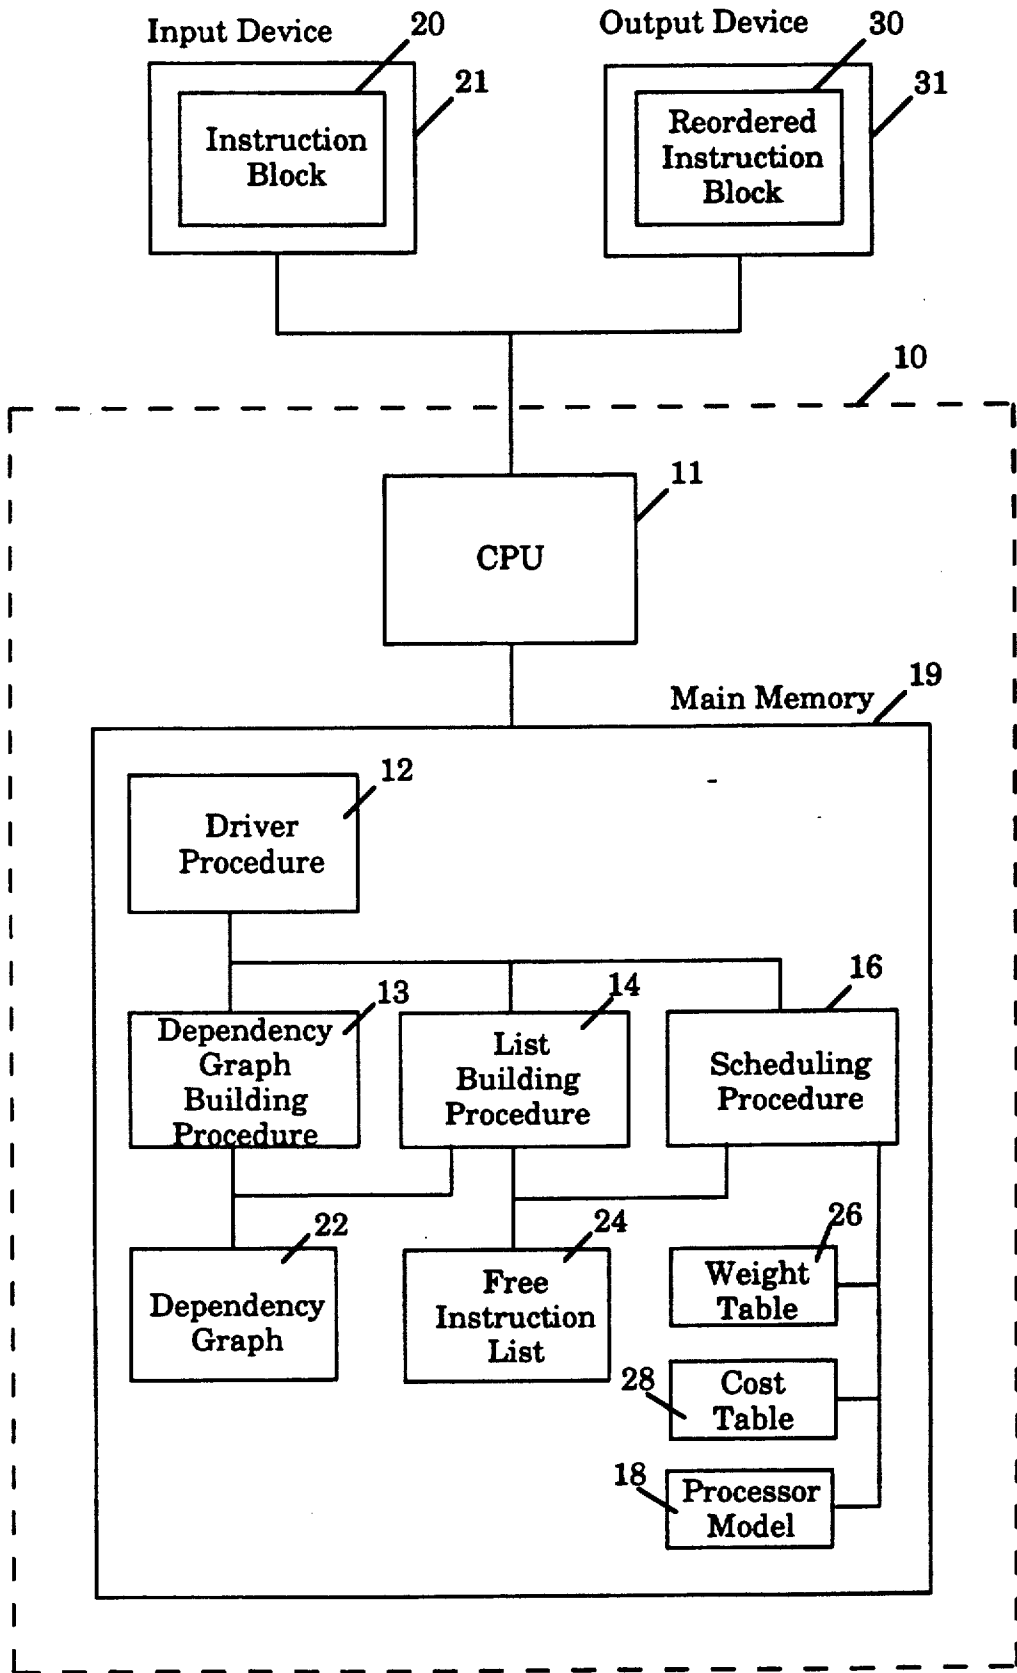 Input Device
20
21
Instruction
Block
Output Device
30
31
Reordered
Instruction
Block
10
11
CPU
Main Memory
19
12
Driver
Procedure
13
Dependency
Graph
Building
Procedure
14
List
Building
Procedure
16
Scheduling
Procedure
22
Dependency
Graph
24
Free
Instruction
List
26
Weight
Table
28
Cost
Table
18
Processor
Model